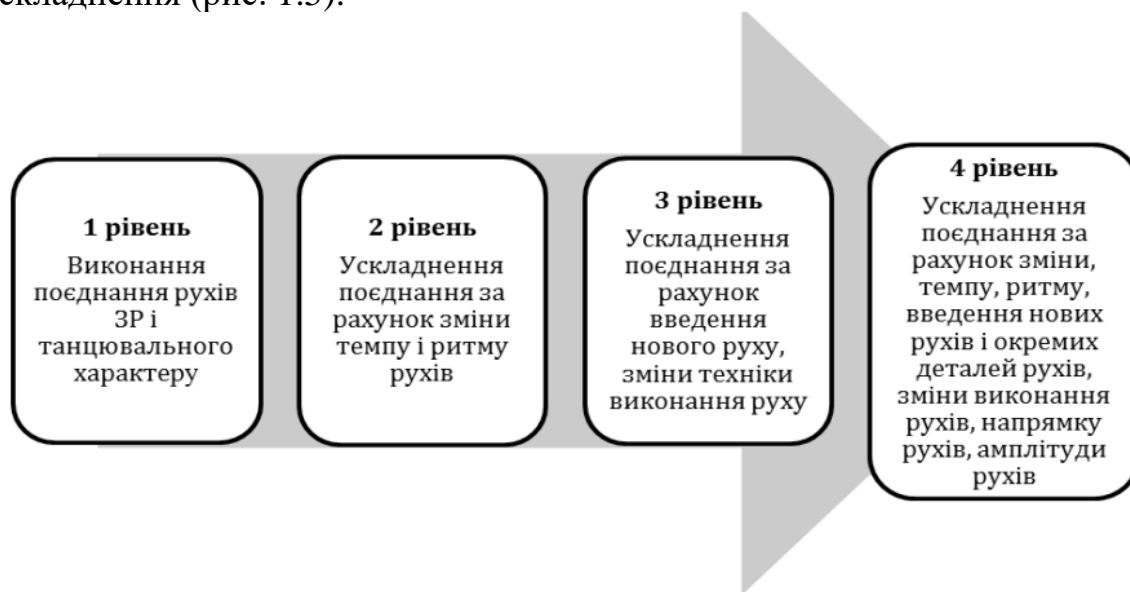 складнення (рис. 1.3).
1 рівень
Виконання
поєднання рухів
ЗР і
танцювального
характеру
2 рівень
Ускладнення
поєднання за
рахунок зміни
темпу і ритму
рухів
3 рівень
Ускладнення
поєднання за
рахунок
введення
нового руху,
зміни техніки
виконання руху
4 рівень
Ускладнення
поєднання за
рахунок зміни,
темпу, ритму,
введення нових
рухів і окремих
деталей рухів,
зміни виконання
рухів, напрямку
рухів, амплітуди
рухів